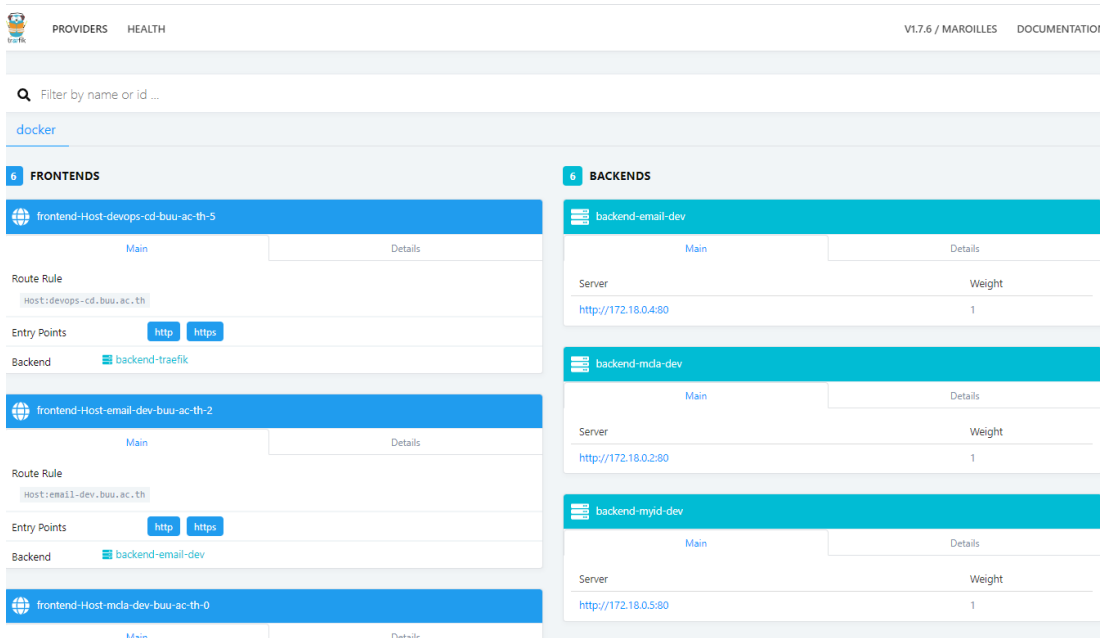 træfik
PROVIDERS HEALTH V1.7.6 / MAROILLES DOCUMENTATION
Filter by name or id ...
docker
6 FRONTENDS
frontend-Host-devops-cd-buu-ac-th-5
Main Details
Route Rule
Host:devops-cd.buu.ac.th
Entry Points http https
Backend backend-traefik
frontend-Host-email-dev-buu-ac-th-2
Main Details
Route Rule
Host:email-dev.buu.ac.th
Entry Points http https
Backend backend-email-dev
frontend-Host-mcla-dev-buu-ac-th-0
Main Details
6 BACKENDS
backend-email-dev
Main Details
Server Weight
http://172.18.0.4:80 1
backend-mcla-dev
Main Details
Server Weight
http://172.18.0.2:80 1
backend-myid-dev
Main Details
Server Weight
http://172.18.0.5:80 1